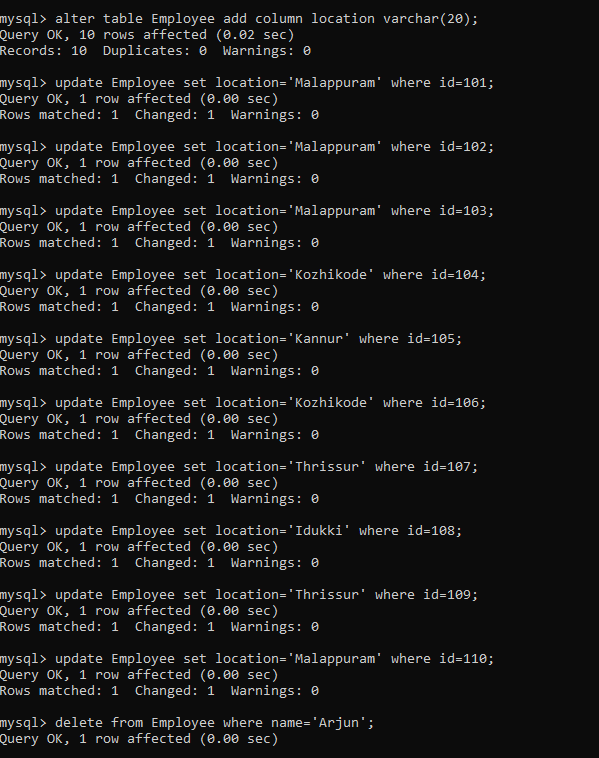 mysql> alter table Employee add column location varchar(20);
Query OK, 10 rows affected (0.02 sec)
Records: 10  Duplicates: 0  Warnings: 0
mysql> update Employee set location='Malappuram' where id=101;
Query OK, 1 row affected (0.00 sec)
Rows matched: 1  Changed: 1  Warnings: 0
mysql> update Employee set location='Malappuram' where id=102;
Query OK, 1 row affected (0.00 sec)
Rows matched: 1  Changed: 1  Warnings: 0
mysql> update Employee set location='Malappuram' where id=103;
Query OK, 1 row affected (0.00 sec)
Rows matched: 1  Changed: 1  Warnings: 0
mysql> update Employee set location='Kozhikode' where id=104;
Query OK, 1 row affected (0.00 sec)
Rows matched: 1  Changed: 1  Warnings: 0
mysql> update Employee set location='Kannur' where id=105;
Query OK, 1 row affected (0.00 sec)
Rows matched: 1  Changed: 1  Warnings: 0
mysql> update Employee set location='Kozhikode' where id=106;
Query OK, 1 row affected (0.00 sec)
Rows matched: 1  Changed: 1  Warnings: 0
mysql> update Employee set location='Thrissur' where id=107;
Query OK, 1 row affected (0.00 sec)
Rows matched: 1  Changed: 1  Warnings: 0
mysql> update Employee set location='Idukki' where id=108;
Query OK, 1 row affected (0.00 sec)
Rows matched: 1  Changed: 1  Warnings: 0
mysql> update Employee set location='Thrissur' where id=109;
Query OK, 1 row affected (0.00 sec)
Rows matched: 1  Changed: 1  Warnings: 0
mysql> update Employee set location='Malappuram' where id=110;
Query OK, 1 row affected (0.00 sec)
Rows matched: 1  Changed: 1  Warnings: 0
mysql> delete from Employee where name='Arjun';
Query OK, 1 row affected (0.00 sec)